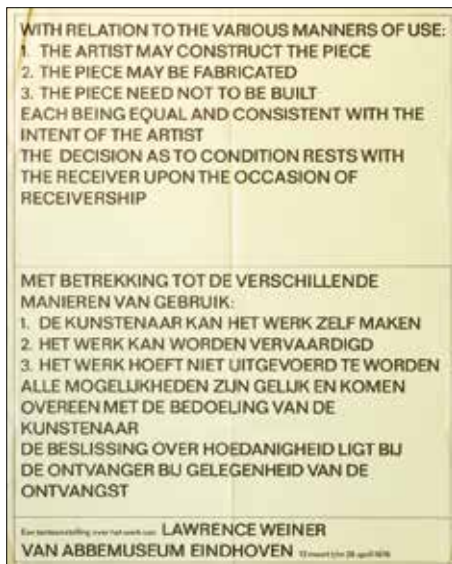 WITH RELATION TO THE VARIOUS MANNERS OF USE:
1. THE ARTIST MAY CONSTRUCT THE PIECE
2. THE PIECE MAY BE FABRICATED
3. THE PIECE NEED NOT TO BE BUILT
EACH BEING EQUAL AND CONSISTENT WITH THE
INTENT OF THE ARTIST
THE DECISION AS TO CONDITION RESTS WITH
THE RECEIVER UPON THE OCCASION OF
RECEIVERSHIP
MET BETREKKING TOT DE VERSCHILLENDE
MANIEREN VAN GEBRUIK:
1. DE KUNSTENAAR KAN HET WERK ZELF MAKEN
2. HET WERK KAN WORDEN VERVAARDIGD
3. HET WERK HOEFT NIET UITGEVOERD TE WORDEN
ALLE MOGELIJKHEDEN ZIJN GELIJK EN KOMEN
OVEREEN MET DE BEDOELING VAN DE
KUNSTENAAR
DE BESLISSING OVER HOEDANIGHEID LIGT BIJ
DE ONTVANGER BIJ GELEGENHEID VAN DE
ONTVANGST
LAWRENCE WEINER
VAN ABBEMUSEUM EINDHOVEN